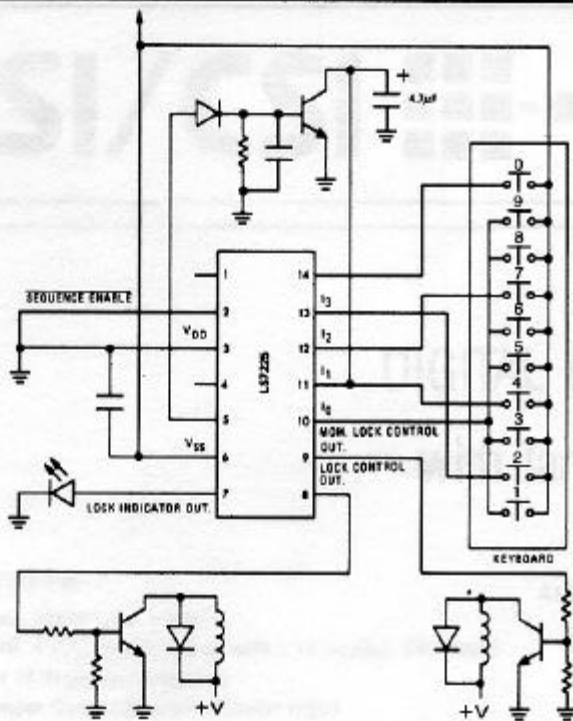 +
4.7µF
0
9
8
7
6
5
4
3
2
1
KEYBOARD
SEQUENCE ENABLE
V_DD
V_SS
LOCK INDICATOR OUT.
LS7225
1
2
3
4
5
6
7
14
13
12
11
10
9
8
I3
I2
I1
I0
MOM. LOCK CONTROL
OUT.
LOCK CONTROL
OUT.
+V
+V